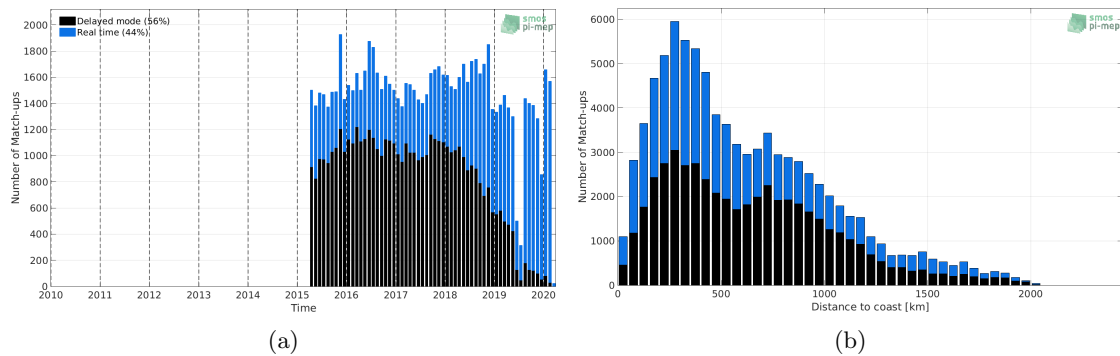 Delayed mode (56%)
Real time (44%)
smos
pi-mep
2000
1800
1600
1400
1200
1000
800
600
400
200
0
Number of Match-ups
2010 2011 2012 2013 2014 2015 2016 2017 2018 2019 2020
Time
(a)
smos
pi-mep
6000
5000
4000
3000
2000
1000
0
Number of Match-ups
0 500 1000 1500 2000
Distance to coast [km]
(b)